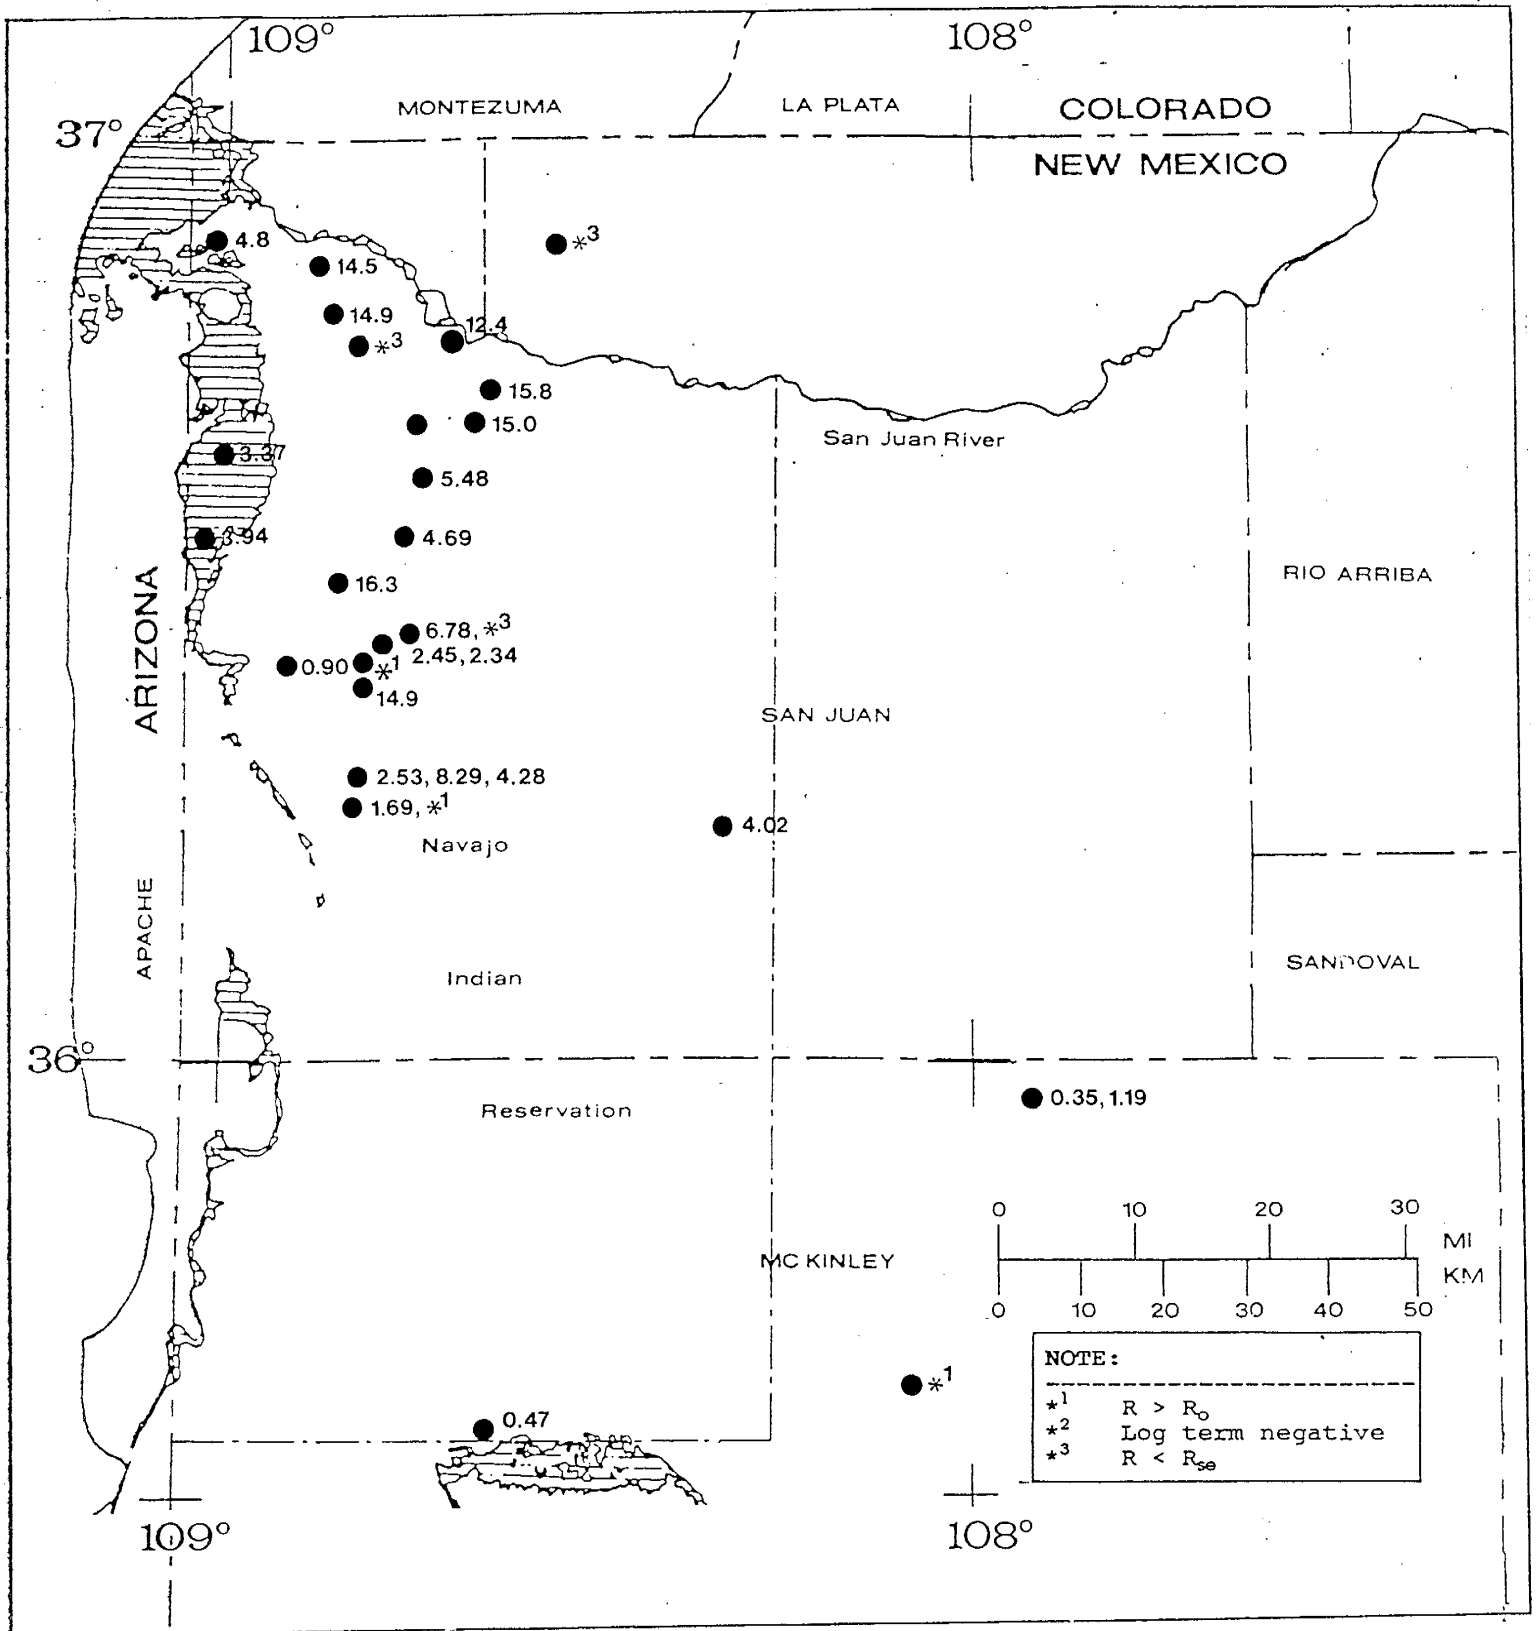 109°
108°
MONTEZUMA
LA PLATA
COLORADO
37°
NEW MEXICO
*3
4.8
14.5
14.9
12.4
*3
15.8
15.0
San Juan River
3.37
5.48
3.94
4.69
RIO ARRIBA
16.3
ARIZONA
6.78, *3
2.45, 2.34
0.90
*1
14.9
SAN JUAN
2.53, 8.29, 4.28
1.69, *1
4.02
Navajo
APACHE
SANDOVAL
Indian
36°
0.35, 1.19
Reservation
0 10 20 30
MI
MC KINLEY
KM
0 10 20 30 40 50
NOTE:
*1 R > Ro
*2 Log term negative
*3 R < Rse
*1
0.47
109°
108°